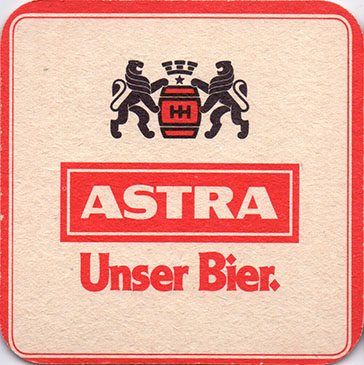 HH
ASTRA
Unser Bier.